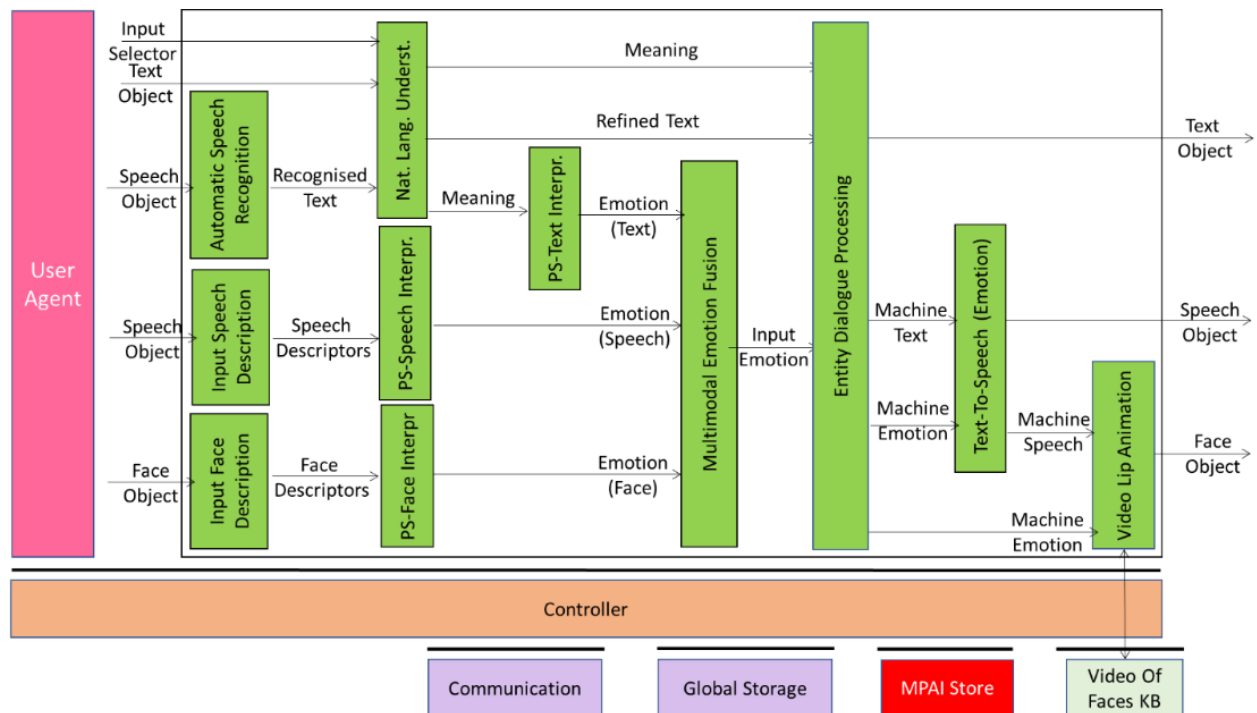 Input
Selector
Text
Object
Speech
Object
Speech
Object
Face
Object
User
Agent
Automatic Speech
Recognition
Input Speech
Description
Input Face
Description
Recognised
Text
Speech
Descriptors
Face
Descriptors
Nat. Lang. Underst.
PS-Speech Interpr.
PS-Face Interpr
Meaning
Refined Text
Meaning
PS-Text Interpr.
Emotion
(Text)
Emotion
(Speech)
Emotion
(Face)
Multimodal Emotion Fusion
Input
Emotion
Entity Dialogue Processing
Machine
Text
Machine
Emotion
Text-To-Speech (Emotion)
Machine
Speech
Machine
Emotion
Video Lip Animation
Text
Object
Speech
Object
Face
Object
Controller
Communication
Global Storage
MPAI Store
Video Of
Faces KB